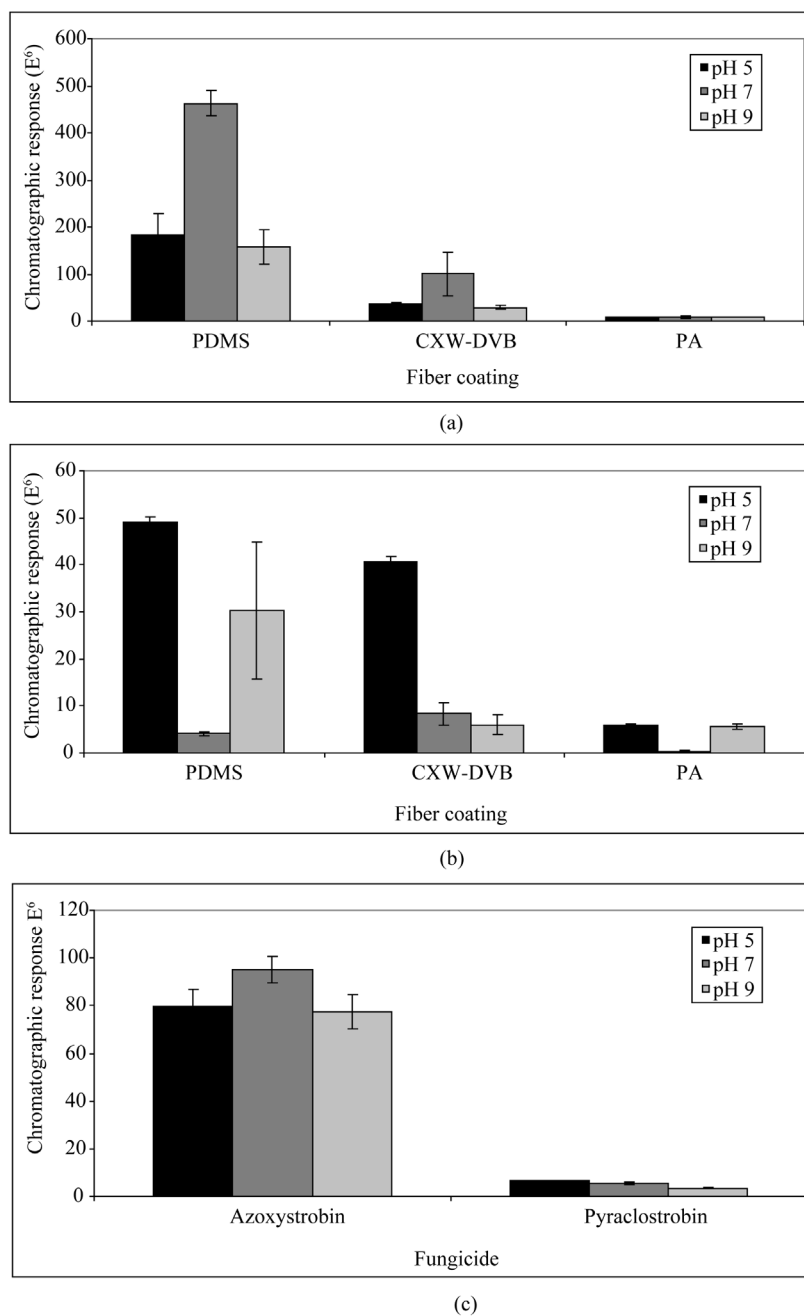 Chromatographic response (E⁶)
600
500
400
300
200
100
0
pH 5
pH 7
pH 9
PDMS CXW-DVB PA
Fiber coating
(a)
Chromatographic response (E⁶)
60
50
40
30
20
10
0
pH 5
pH 7
pH 9
PDMS CXW-DVB PA
Fiber coating
(b)
Chromatographic response E⁶
120
100
80
60
40
20
0
pH 5
pH 7
pH 9
Azoxystrobin Pyraclostrobin
Fungicide
(c)